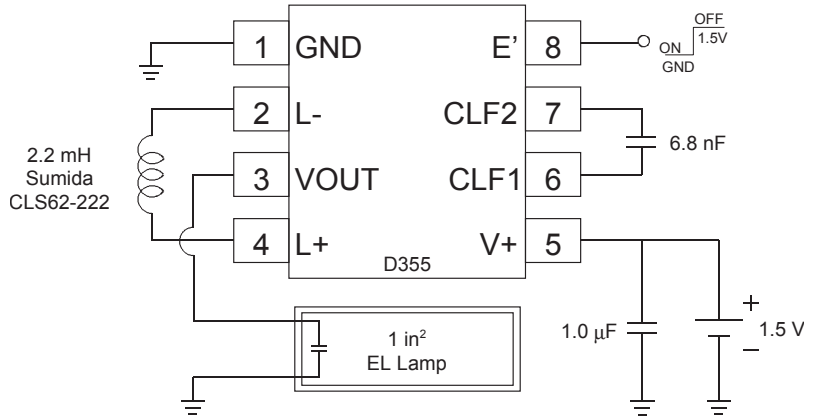 1 GND
2 L-
3 VOUT
4 L+
E' 8
CLF2 7
CLF1 6
V+ 5
D355
OFF
1.5V
ON
GND
2.2 mH
Sumida
CLS62-222
6.8 nF
1 in²
EL Lamp
1.0 μF
+
1.5 V
–